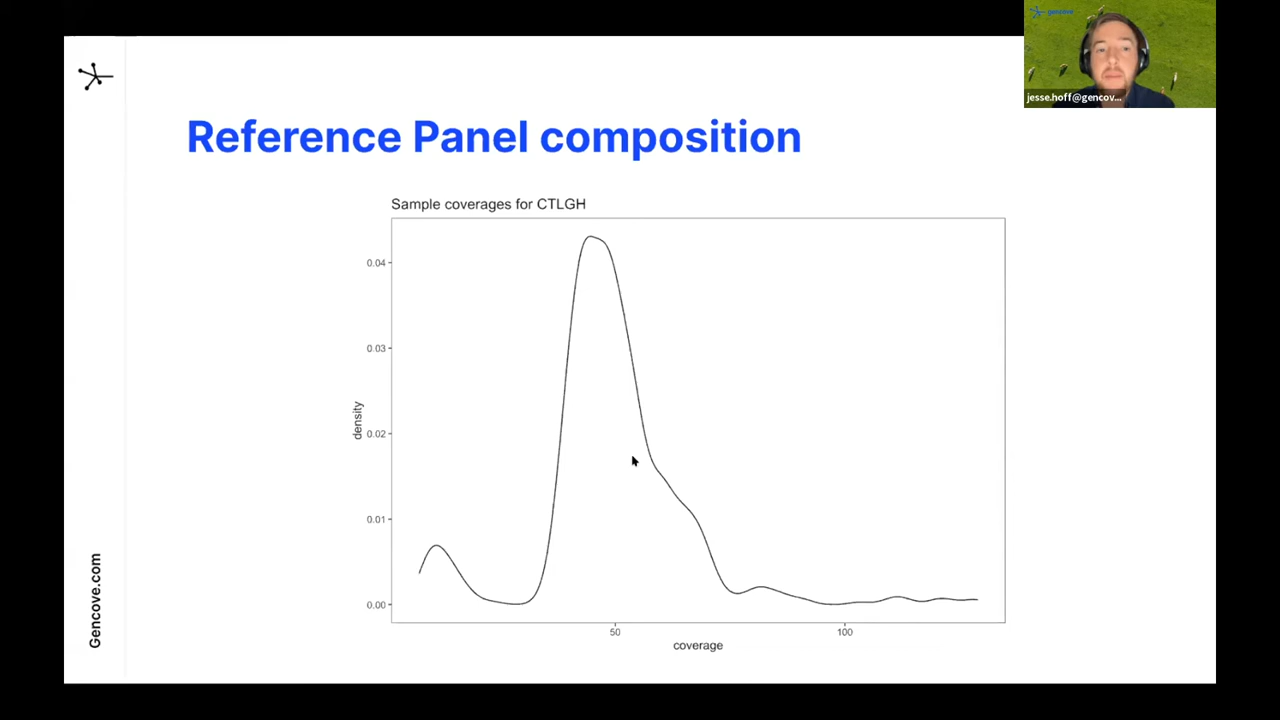 gencove
jesse.hoff@gencov...
Reference Panel composition
Sample coverages for CTLGH
0.04
0.03
0.02
0.01
0.00
density
50
100
coverage
Gencove.com